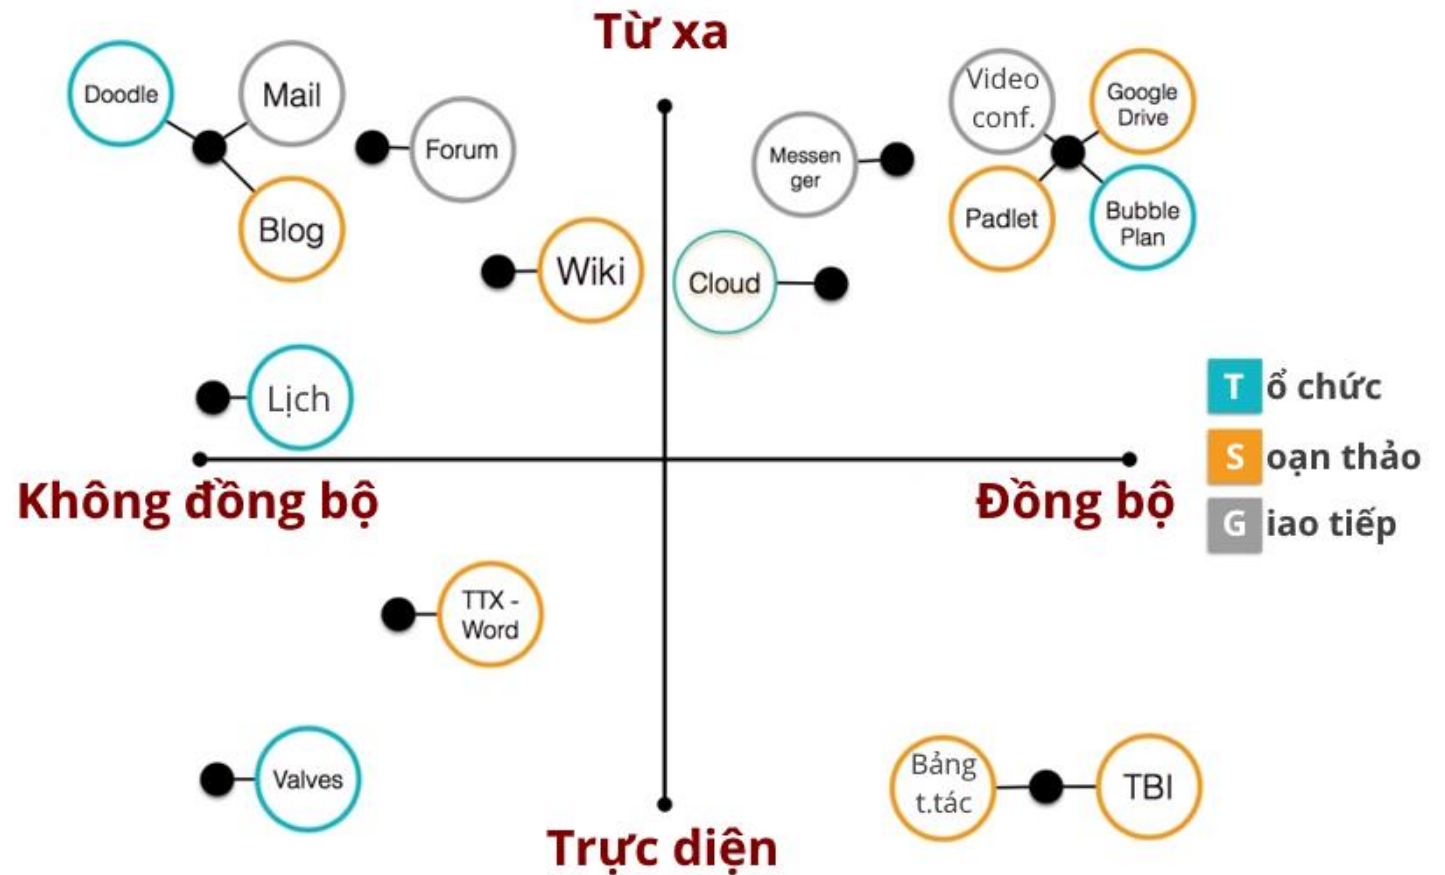 Từ xa
Doodle
Mail
Blog
Forum
Wiki
Lịch
Messen
ger
Cloud
Video
conf.
Google
Drive
Padlet
Bubble
Plan
Không đồng bộ
Đồng bộ
T ổ chức
S oạn thảo
G iao tiếp
TTX -
Word
Valves
Bảng
t.tác
TBI
Trực diện